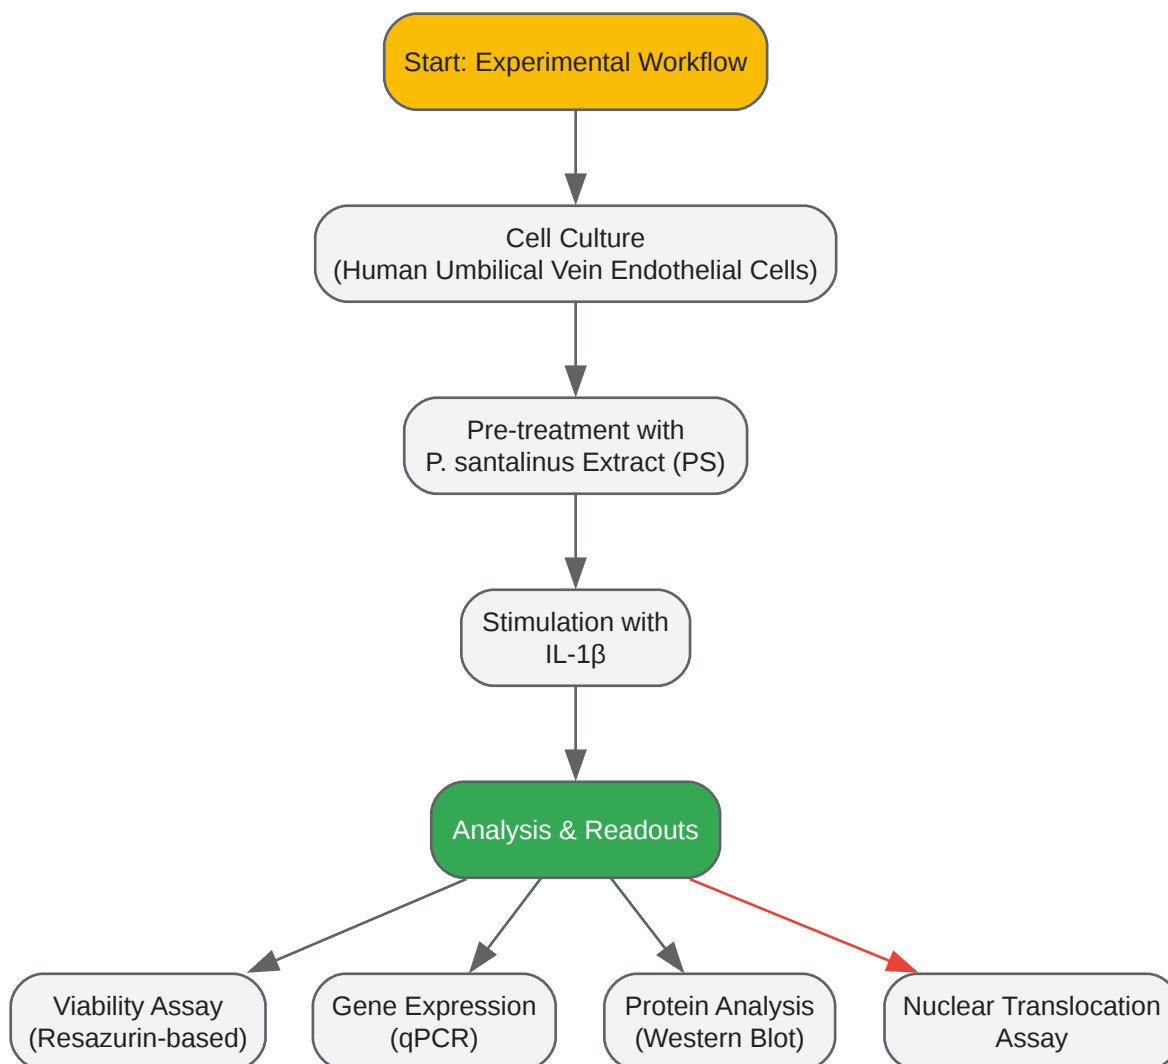 Start: Experimental Workflow
Cell Culture
(Human Umbilical Vein Endothelial Cells)
Pre-treatment with
P. santalinus Extract (PS)
Stimulation with
IL-1β
Analysis & Readouts
Viability Assay
(Resazurin-based)
Gene Expression
(qPCR)
Protein Analysis
(Western Blot)
Nuclear Translocation
Assay